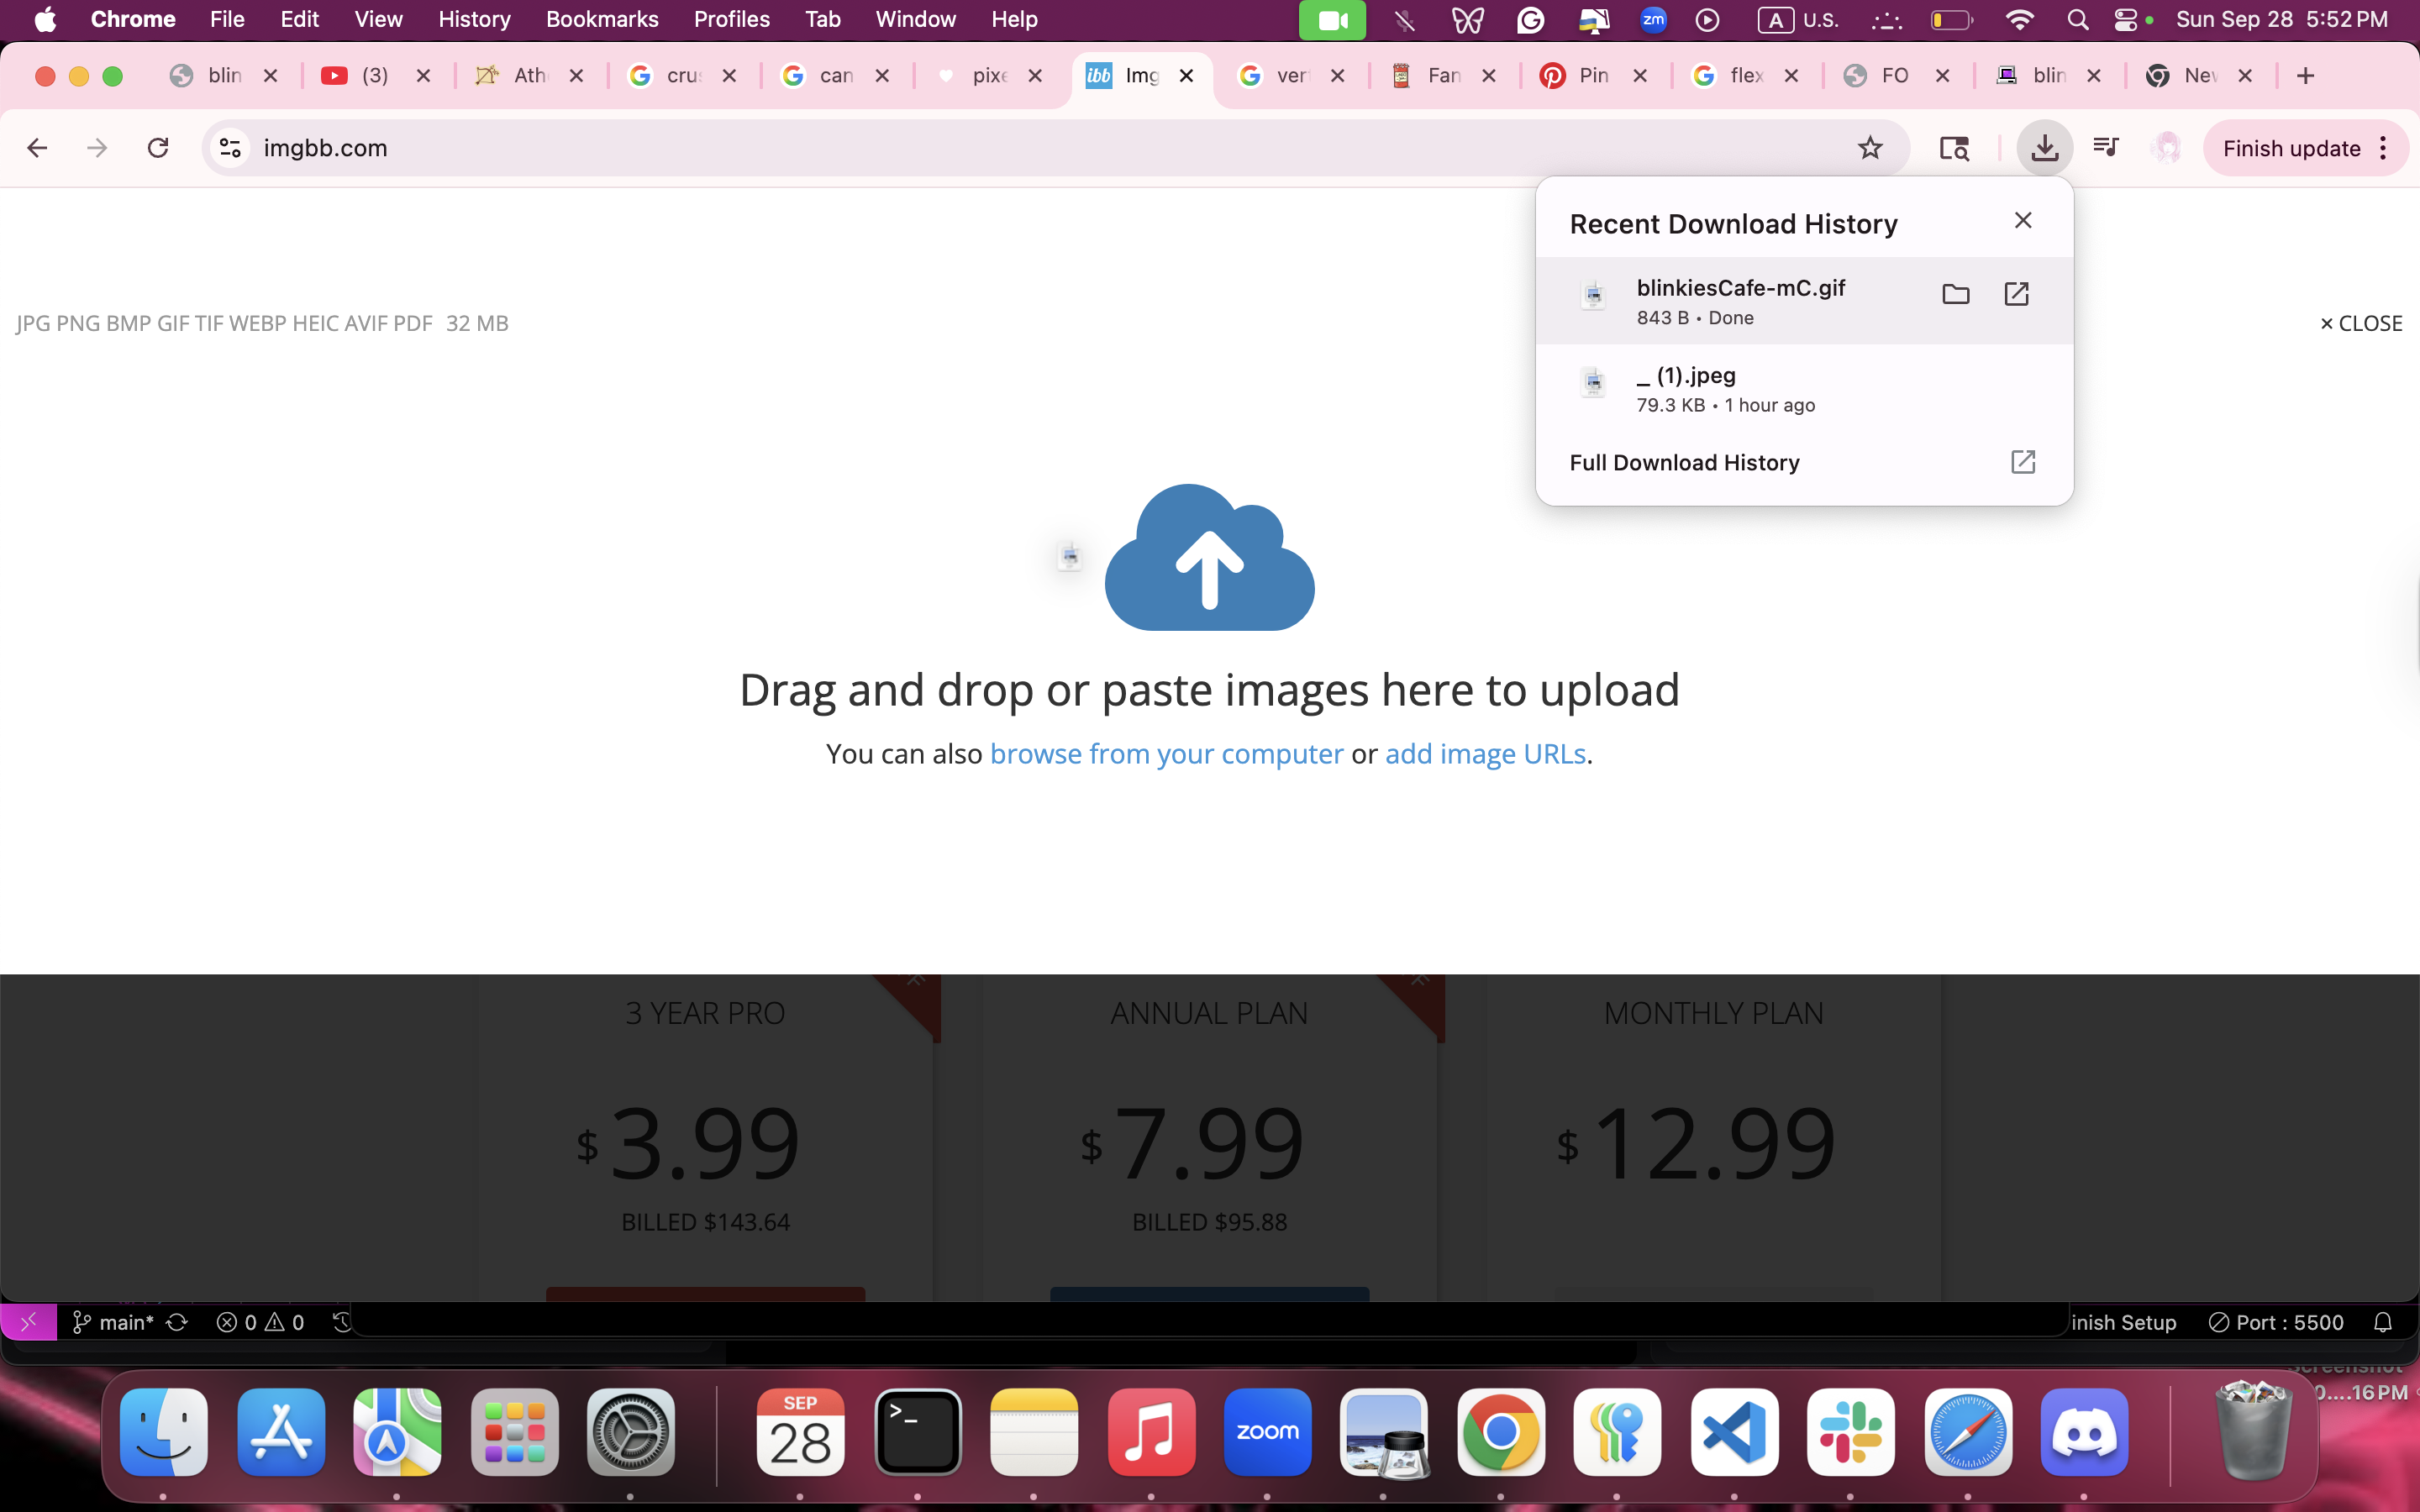 Chrome File Edit View History Bookmarks Profiles Tab Window Help zm A U.S. Sun Sep 28 5:52 PM
blin (3) Ath crus can pixe ibb Img ver Fan Pin flex FO blin Nev
imgbb.com Finish update
Recent Download History
blinkiesCafe-mC.gif
843 B • Done
_ (1).jpeg
79.3 KB • 1 hour ago
Full Download History
JPG PNG BMP GIF TIF WEBP HEIC AVIF PDF 32 MB
× CLOSE
Drag and drop or paste images here to upload
You can also browse from your computer or add image URLs.
3 YEAR PRO
$ 3.99
BILLED $143.64
ANNUAL PLAN
$ 7.99
BILLED $95.88
MONTHLY PLAN
$ 12.99
main* 0 0 inish Setup Port : 5500
Screenshot
0....16 PM
SEP
28
>_
zoom